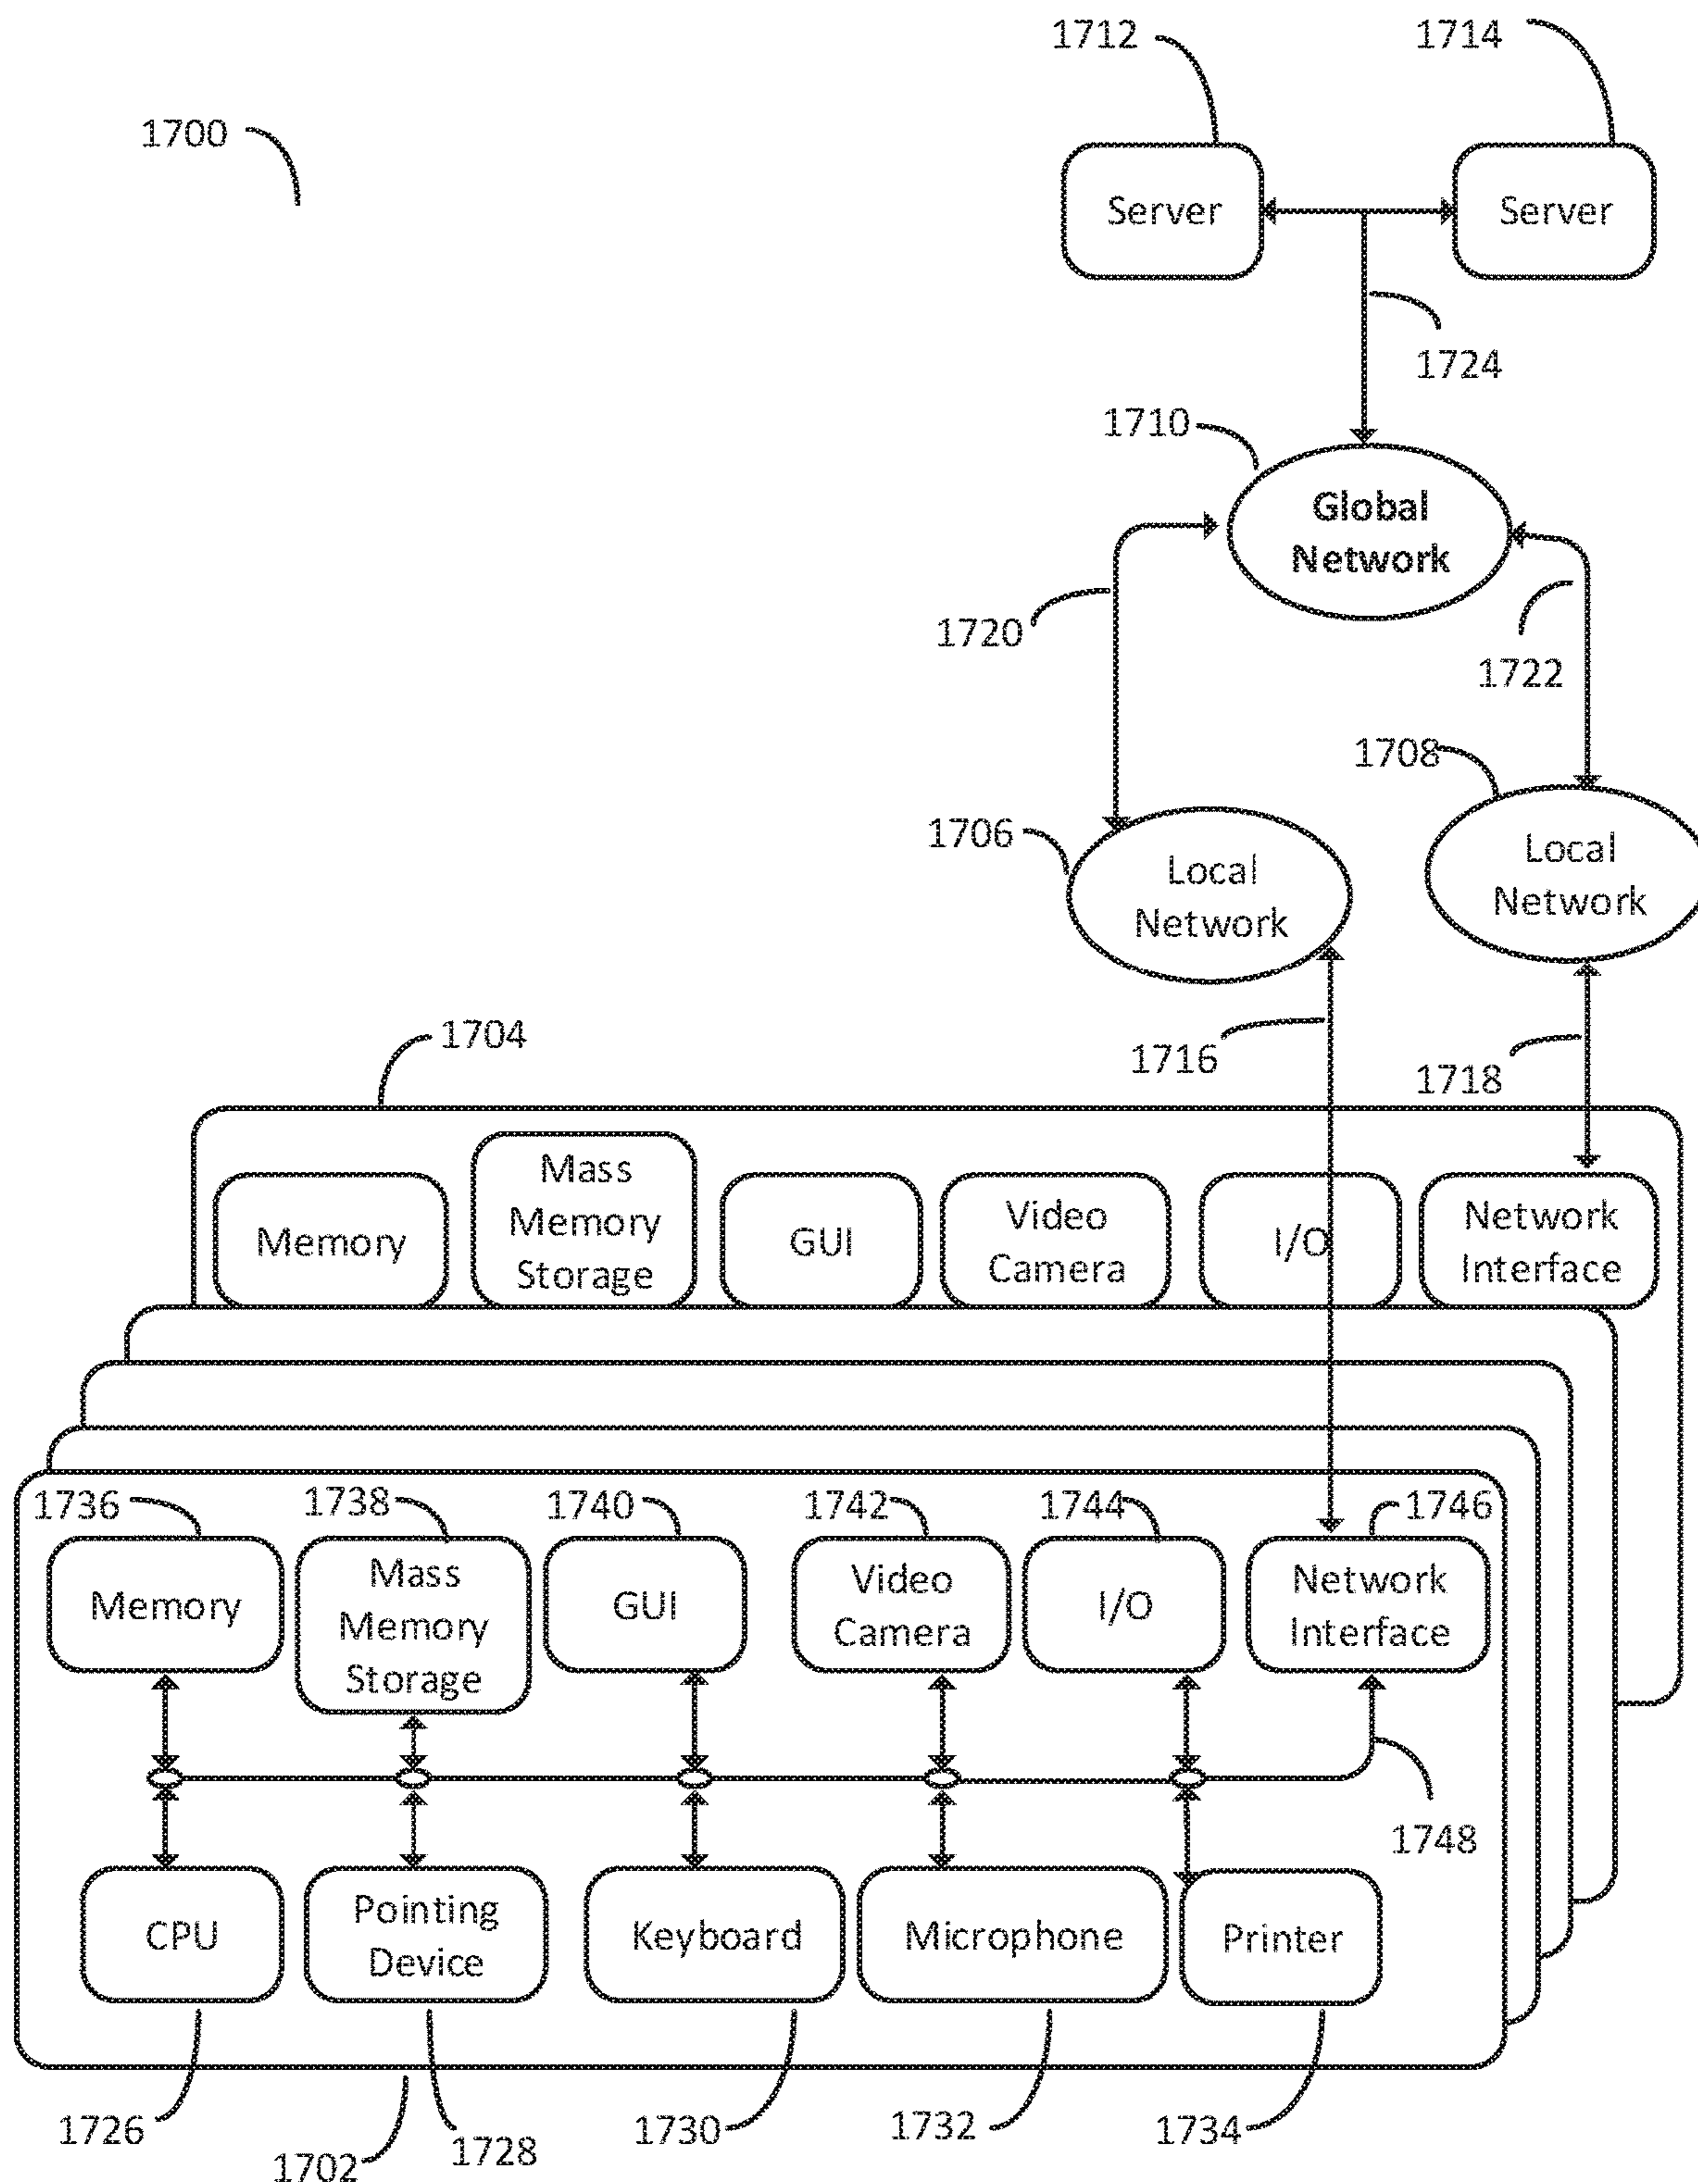 1712
1714
1700
Server
Server
1724
1710
Global
Network
1720
1722
1708
1706
Local
Network
Local
Network
1704
1716
1718
Memory
Mass
Memory
Storage
GUI
Video
Camera
I/O
Network
Interface
1736
1738
1740
1742
1744
1746
Memory
Mass
Memory
Storage
GUI
Video
Camera
I/O
Network
Interface
1748
CPU
Pointing
Device
Keyboard
Microphone
Printer
1726
1702
1728
1730
1732
1734